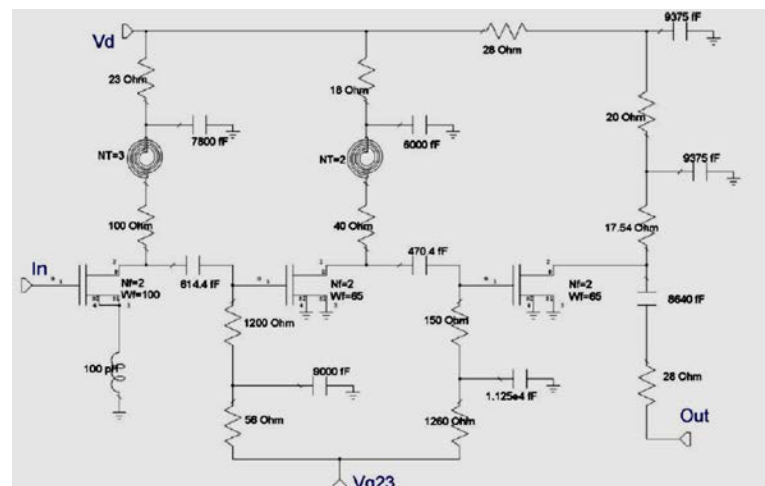 Vd
9375 fF
28 Ohm
23 Ohm
18 Ohm
20 Ohm
7800 fF
6000 fF
NT=3
NT=2
9375 fF
100 Ohm
40 Ohm
17.54 Ohm
470.4 fF
In
Nf=2
Wf=100
Nf=2
Wf=65
Nf=2
Wf=65
614.4 fF
8640 fF
1200 Ohm
150 Ohm
100 pH
9000 fF
1.125e4 fF
28 Ohm
56 Ohm
1260 Ohm
Out
Vg23